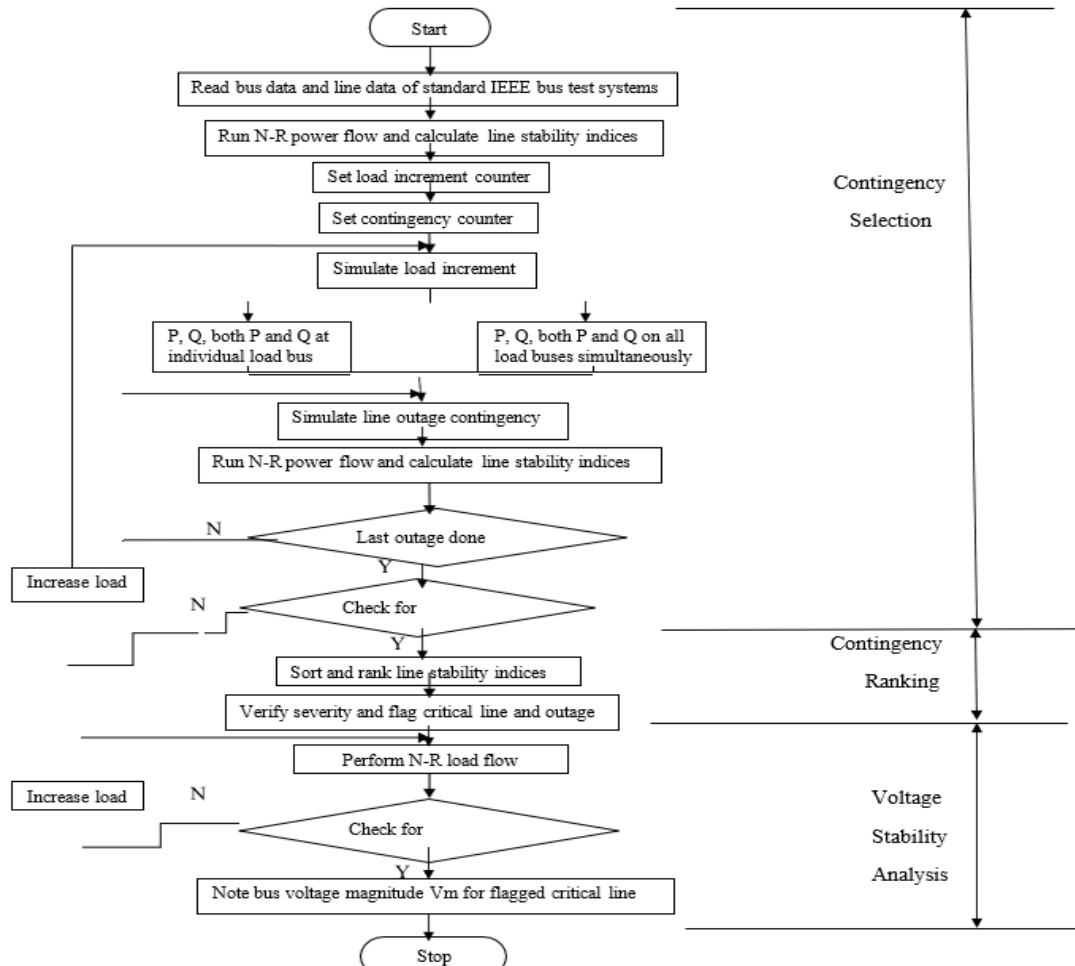 Start
Read bus data and line data of standard IEEE bus test systems
Run N-R power flow and calculate line stability indices
Set load increment counter
Set contingency counter
Simulate load increment
P, Q, both P and Q at
individual load bus
P, Q, both P and Q on all
load buses simultaneously
Simulate line outage contingency
Run N-R power flow and calculate line stability indices
N
Last outage done
Y
Increase load
N
Check for
Y
Sort and rank line stability indices
Verify severity and flag critical line and outage
Perform N-R load flow
Increase load
N
Check for
Y
Note bus voltage magnitude Vm for flagged critical line
Stop
Contingency
Selection
Contingency
Ranking
Voltage
Stability
Analysis